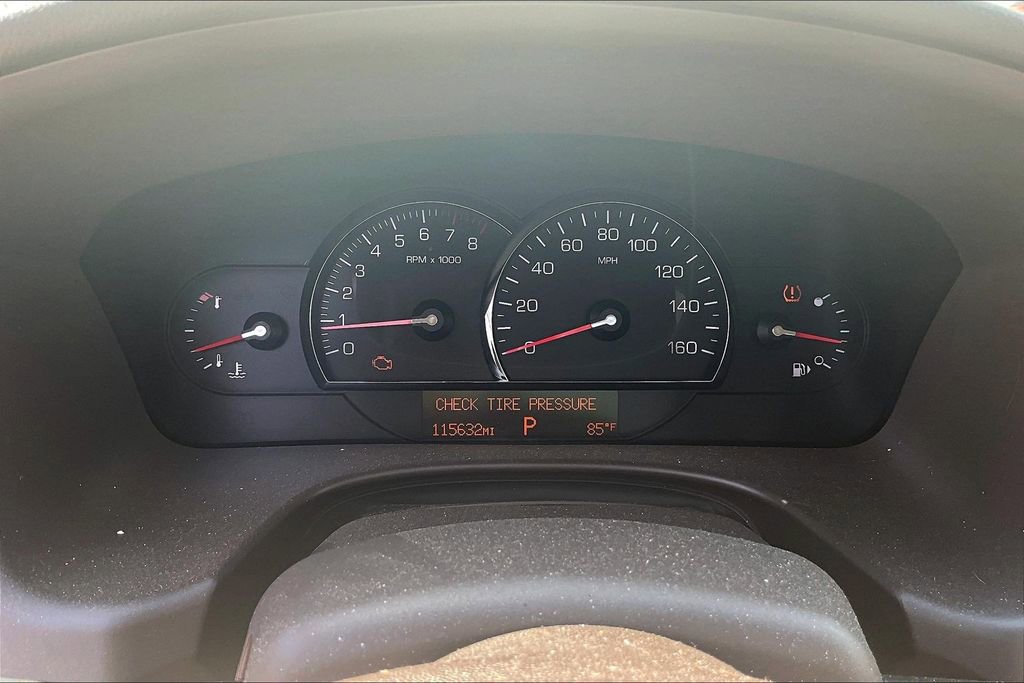 0 1 2 3 4 5 6 7 8
RPM x 1000
0 20 40 60 80 100 120 140 160
MPH
CHECK TIRE PRESSURE
115632MI P 85°F